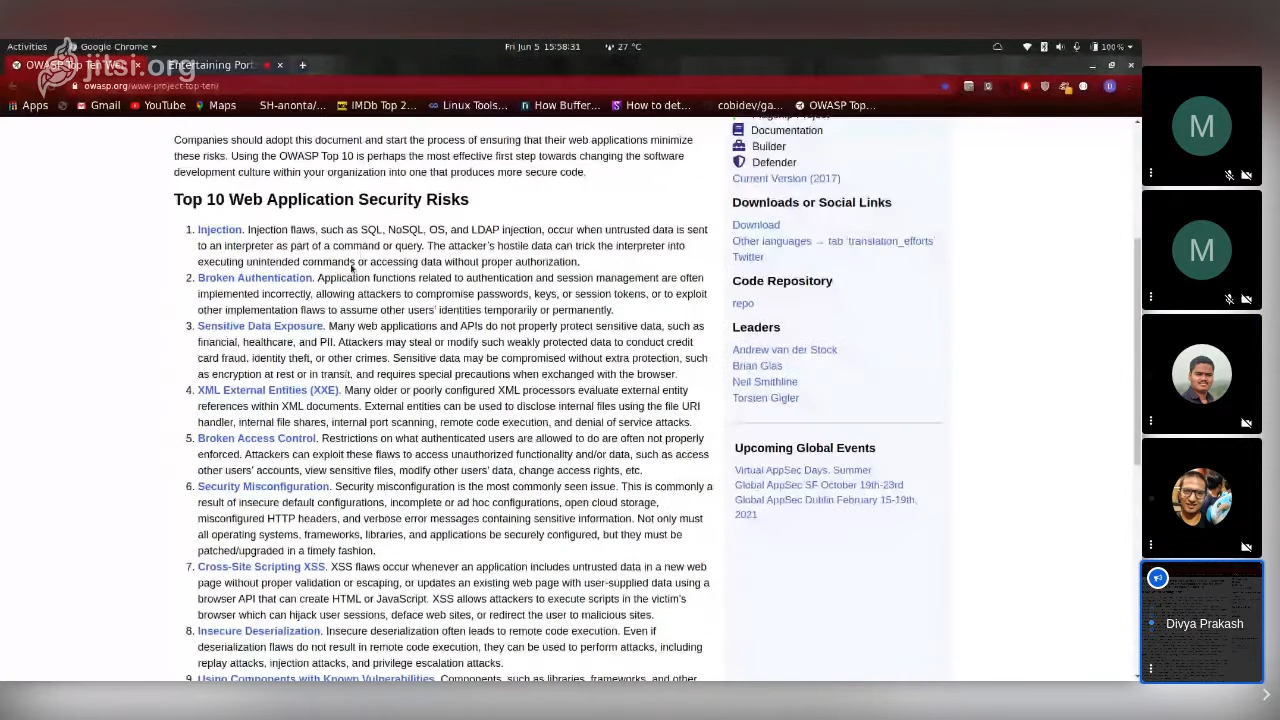 Activities
Google Chrome
Fri Jun 5 15:58:31
27 °C
100%
jitsi.org
OWASP Top Ten We
Entertaining Por
owasp.org/www-project-top-ten/
Apps
Gmail
YouTube
Maps
SH-anonta/...
IMDb Top 2...
Linux Tools...
How Buffer...
How to det...
cobidev/ga...
OWASP Top...
Companies should adopt this document and start the process of ensuring that their web applications minimize
these risks. Using the OWASP Top 10 is perhaps the most effective first step towards changing the software
development culture within your organization into one that produces more secure code.
Top 10 Web Application Security Risks
1. Injection. Injection flaws, such as SQL, NoSQL, OS, and LDAP injection, occur when untrusted data is sent
to an interpreter as part of a command or query. The attacker's hostile data can trick the interpreter into
executing unintended commands or accessing data without proper authorization.
2. Broken Authentication. Application functions related to authentication and session management are often
implemented incorrectly, allowing attackers to compromise passwords, keys, or session tokens, or to exploit
other implementation flaws to assume other users' identities temporarily or permanently.
3. Sensitive Data Exposure. Many web applications and APIs do not properly protect sensitive data, such as
financial, healthcare, and PII. Attackers may steal or modify such weakly protected data to conduct credit
card fraud, identity theft, or other crimes. Sensitive data may be compromised without extra protection, such
as encryption at rest or in transit, and requires special precautions when exchanged with the browser.
4. XML External Entities (XXE). Many older or poorly configured XML processors evaluate external entity
references within XML documents. External entities can be used to disclose internal files using the file URI
handler, internal file shares, internal port scanning, remote code execution, and denial of service attacks.
5. Broken Access Control. Restrictions on what authenticated users are allowed to do are often not properly
enforced. Attackers can exploit these flaws to access unauthorized functionality and/or data, such as access
other users' accounts, view sensitive files, modify other users' data, change access rights, etc.
6. Security Misconfiguration. Security misconfiguration is the most commonly seen issue. This is commonly a
result of insecure default configurations, incomplete or ad hoc configurations, open cloud storage,
misconfigured HTTP headers, and verbose error messages containing sensitive information. Not only must
all operating systems, frameworks, libraries, and applications be securely configured, but they must be
patched/upgraded in a timely fashion.
7. Cross-Site Scripting XSS. XSS flaws occur whenever an application includes untrusted data in a new web
page without proper validation or escaping, or updates an existing web page with user-supplied data using a
browser API that can create HTML or JavaScript. XSS allows attackers to execute scripts in the victim's
browser which can hijack user sessions, deface web sites, or redirect the user to malicious sites.
8. Insecure Deserialization. Insecure deserialization often leads to remote code execution. Even if
deserialization flaws do not result in remote code execution, they can be used to perform attacks, including
replay attacks, injection attacks, and privilege escalation attacks.
9. Using Components with Known Vulnerabilities. Components, such as libraries, frameworks, and other
Documentation
Builder
Defender
Current Version (2017)
Downloads or Social Links
Download
Other languages → tab 'translation_efforts'
Twitter
Code Repository
repo
Leaders
Andrew van der Stock
Brian Glas
Neil Smithline
Torsten Gigler
Upcoming Global Events
Virtual AppSec Days. Summer
Global AppSec SF October 19th-23rd
Global AppSec Dublin February 15-19th,
2021
M
M
Divya Prakash